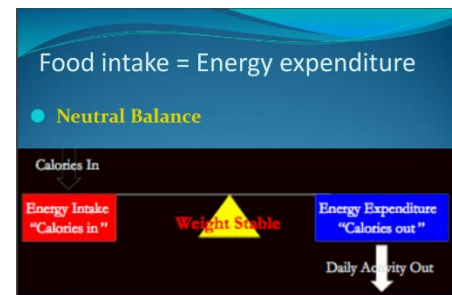 Food intake = Energy expenditure
Neutral Balance
Calories In
Energy Intake
"Calories in"
Weight Stable
Energy Expenditure
"Calories out"
Daily Activity Out